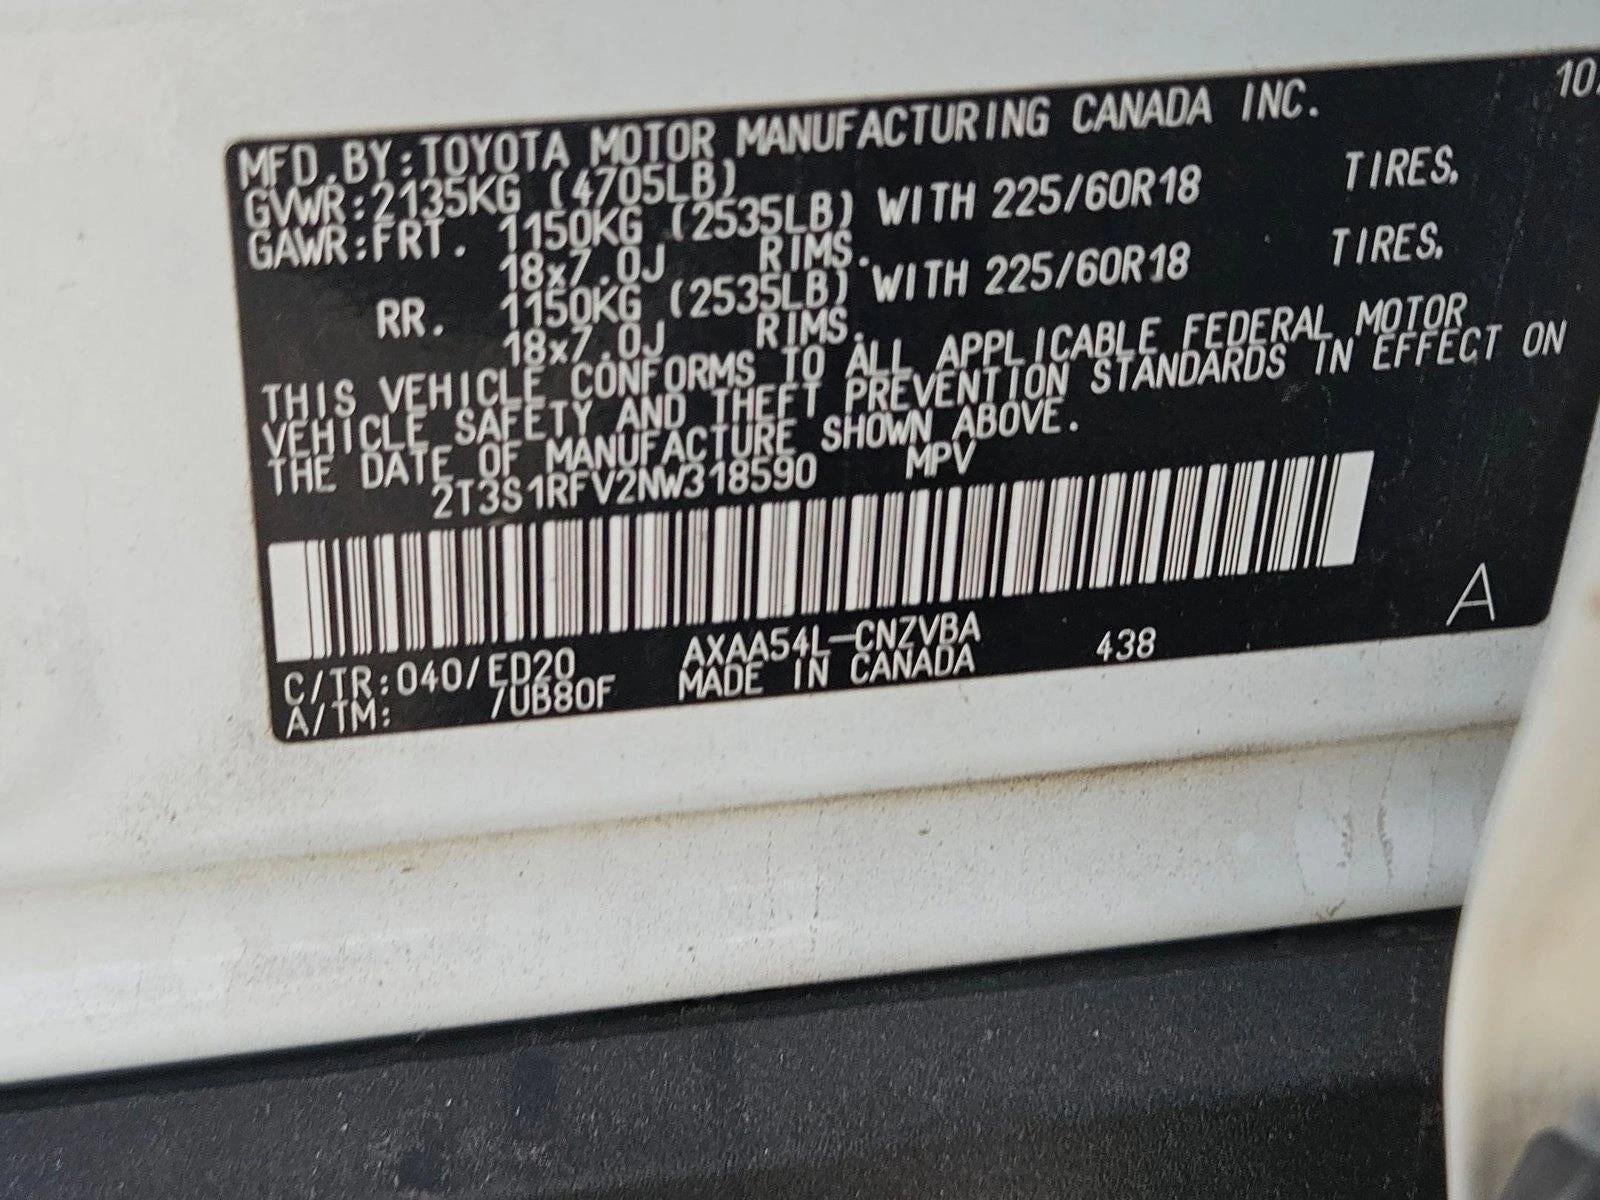 10/
MFD.BY:TOYOTA MOTOR MANUFACTURING CANADA INC.
GVWR:2135KG (4705LB)
GAWR:FRT. 1150KG (2535LB) WITH 225/60R18 TIRES,
18x7.0J RIMS.
RR. 1150KG (2535LB) WITH 225/60R18 TIRES,
18x7.0J RIMS.
THIS VEHICLE CONFORMS TO ALL APPLICABLE FEDERAL MOTOR
VEHICLE SAFETY AND THEFT PREVENTION STANDARDS IN EFFECT ON
THE DATE OF MANUFACTURE SHOWN ABOVE.
2T3S1RFV2NW318590 MPV
AXAA54L-CNZVBA 438 A
C/TR:040/ED20 MADE IN CANADA
A/TM: /UB80F